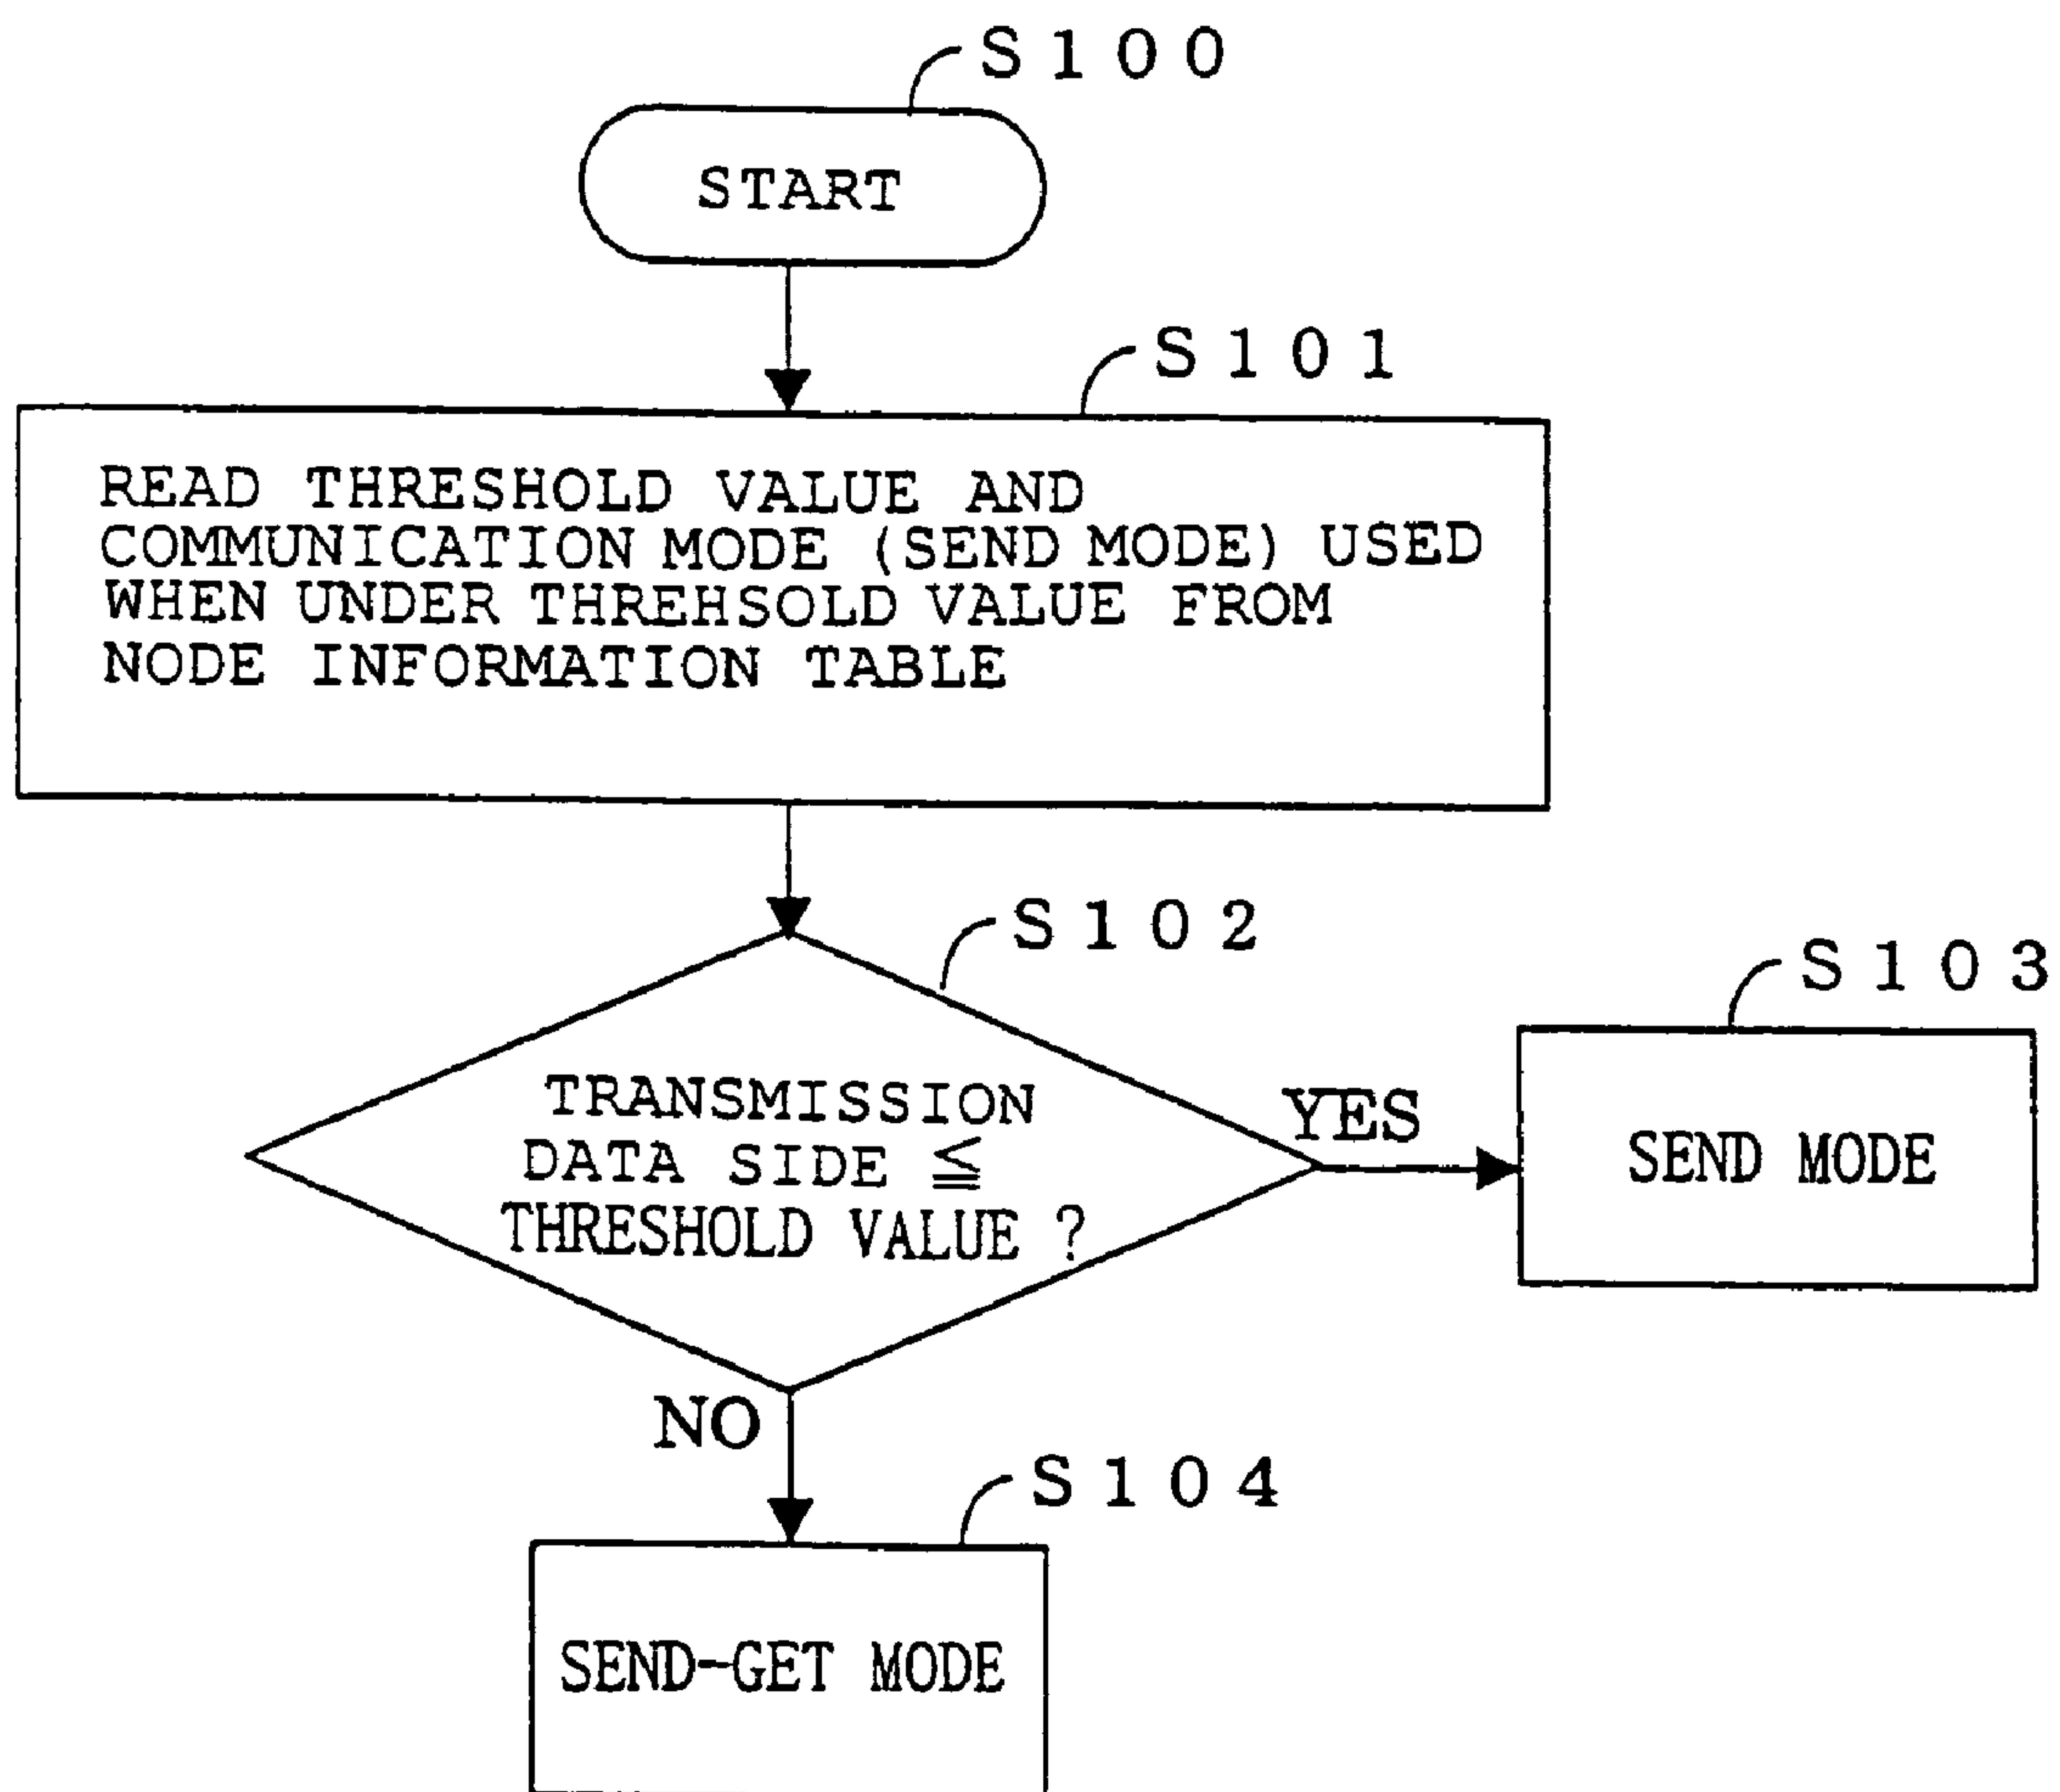 S100
START
S101
READ THRESHOLD VALUE AND
COMMUNICATION MODE (SEND MODE) USED
WHEN UNDER THREHSOLD VALUE FROM
NODE INFORMATION TABLE
S102
TRANSMISSION
DATA SIDE ≦
THRESHOLD VALUE ?
YES
S103
SEND MODE
NO
S104
SEND-GET MODE